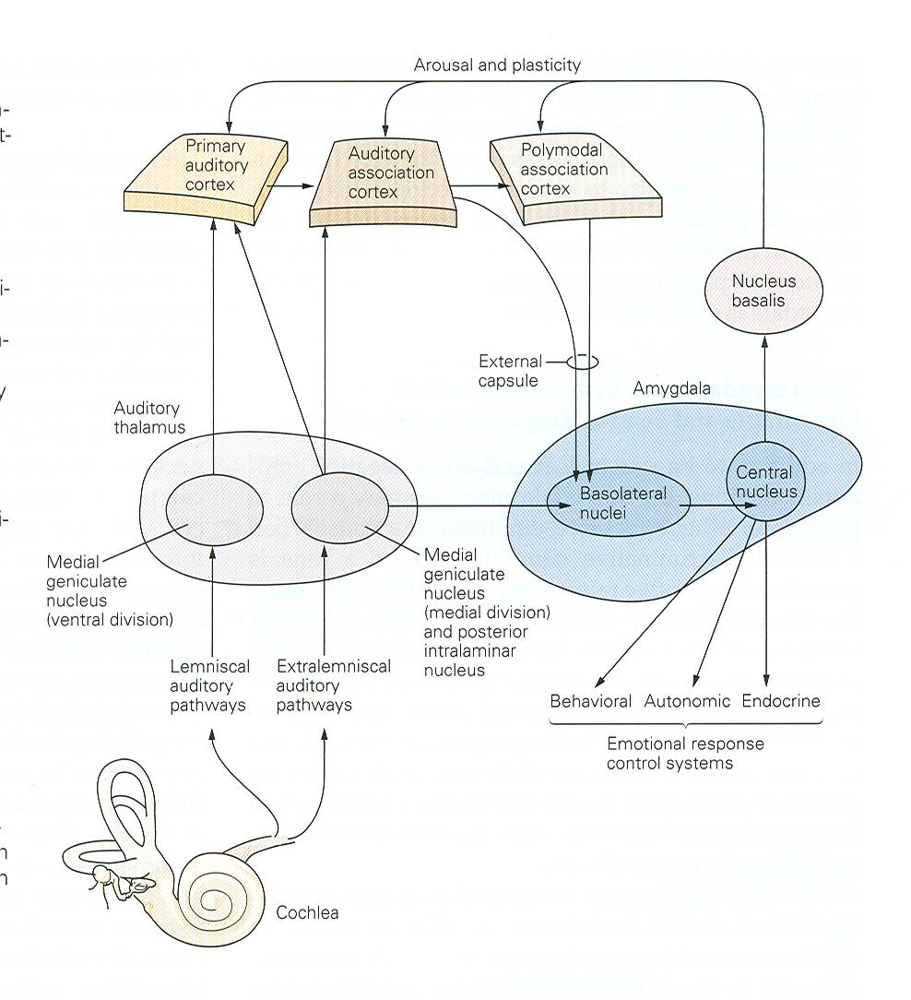 Arousal and plasticity
Primary
auditory
cortex
Auditory
association
cortex
Polymodal
association
cortex
Nucleus
basalis
External
capsule
Amygdala
Auditory
thalamus
Central
nucleus
Basolateral
nuclei
Medial
geniculate
nucleus
(ventral division)
Medial
geniculate
nucleus
(medial division)
and posterior
intralaminar
nucleus
Lemniscal
auditory
pathways
Extralemniscal
auditory
pathways
Behavioral Autonomic Endocrine
Emotional response
control systems
Cochlea